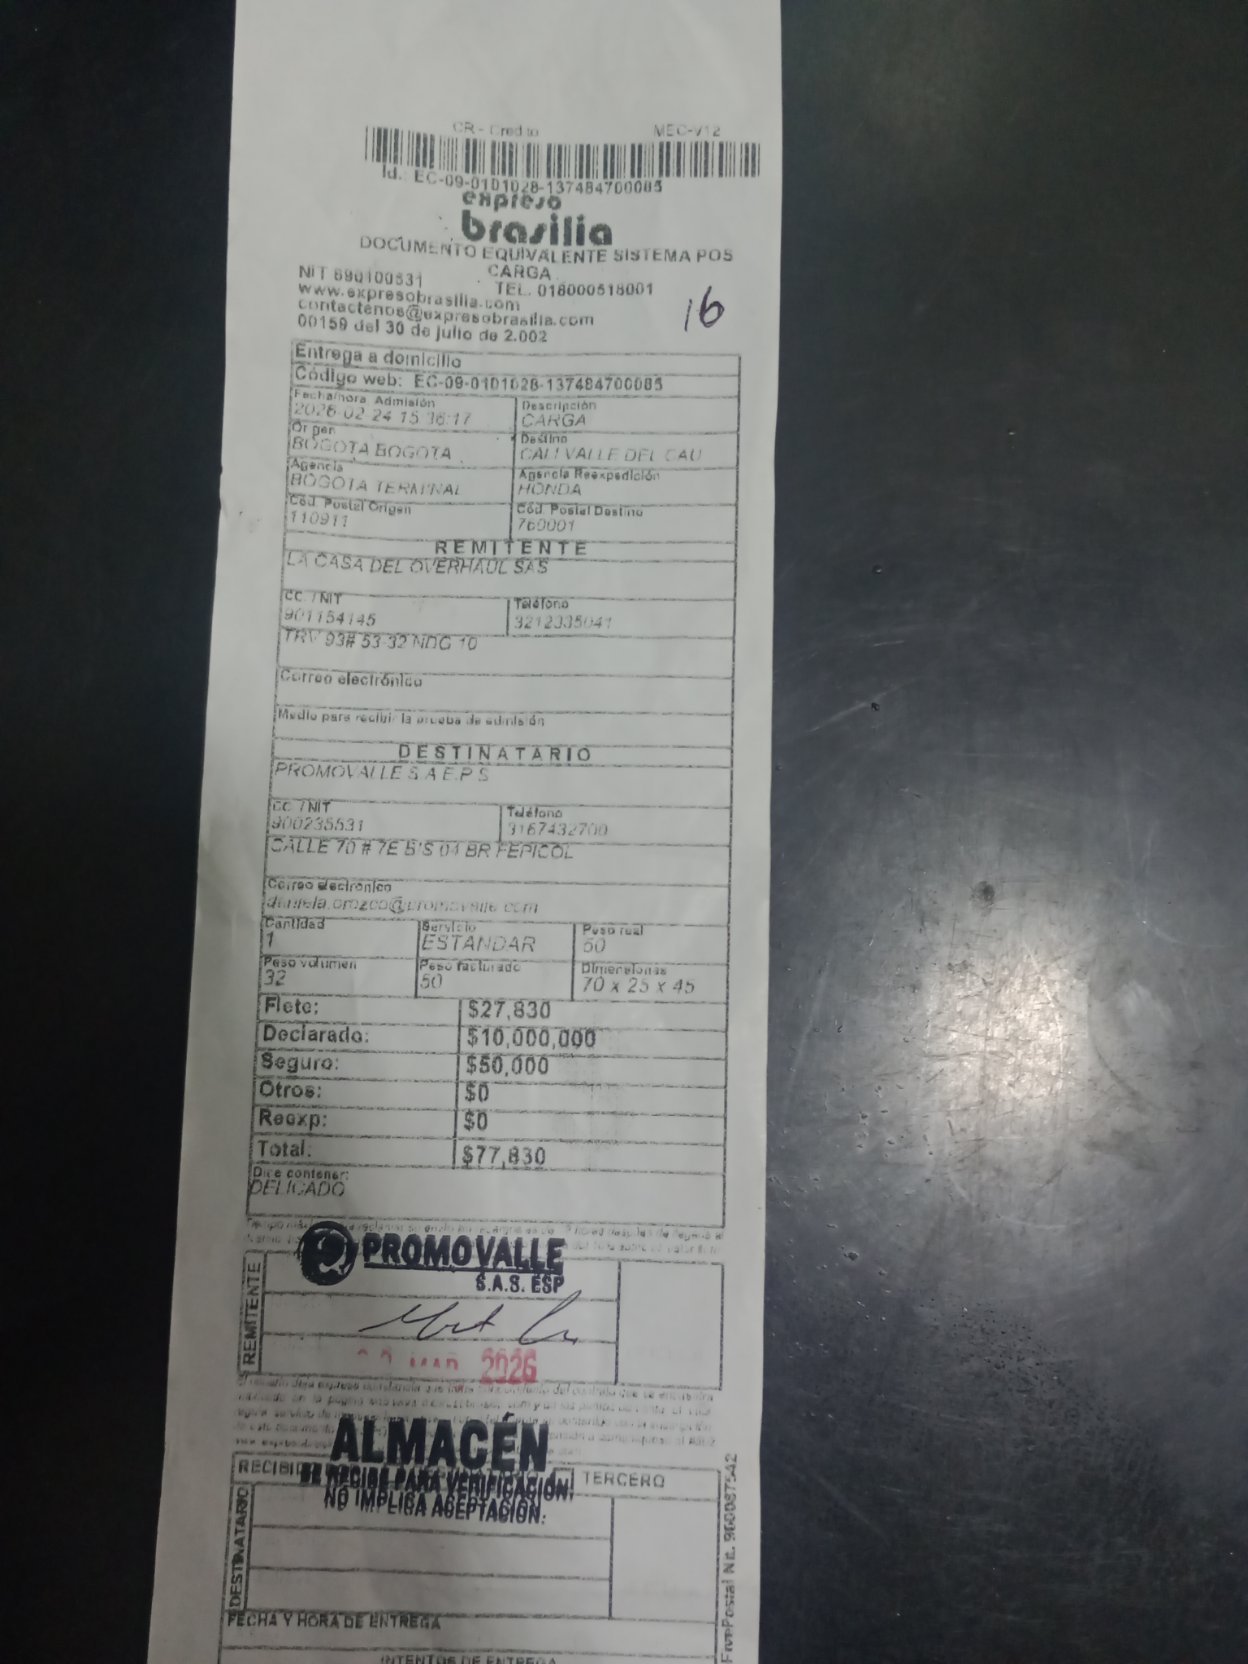 CR - Credito MEC-V12
Id.: EC-09-0101028-137484700085
expreso
brasilia
DOCUMENTO EQUIVALENTE SISTEMA POS
CARGA
NIT 890100531
TEL. 018000518001
www.expresobrasilia.com
contactenos@expresobrasilia.com
00159 del 30 de julio de 2.002
16
Entrega a domicilio
Código web: EC-09-0101028-137484700085
Fecha/hora Admisión Descripción
2026-02-24 15:36:17 CARGA
Origen Destino
BOGOTA BOGOTA CALI VALLE DEL CAU
Agencia Agencia Reexpedición
BOGOTA TERMINAL HONDA
Cód. Postal Origen Cód. Postal Destino
110911 760001
REMITENTE
LA CASA DEL OVERHAUL SAS
CC. / NIT Teléfono
901154145 3212335041
TRV 93# 53 32 NDG 10
Correo electrónico
Medio para recibir la prueba de admisión
DESTINATARIO
PROMOVALLE S A E.P S
CC. / NIT Teléfono
900235531 3167432700
CALLE 70 # 7E B'S 04 BR FEPICOL
Correo electrónico
daniela.orozco@promovalle.com
Cantidad Servicio Peso real
1 ESTANDAR 50
Peso volumen Peso facturado Dimensiones
32 50 70 x 25 x 45
Flete: $27,830
Declarado: $10,000,000
Seguro: $50,000
Otros: $0
Reexp: $0
Total: $77,830
Dice contener:
DELICADO
PROMOVALLE
S.A.S. ESP
REMITENTE
MAR 2026
ALMACÉN
SE RECIBE PARA VERIFICACIÓN.
NO IMPLICA ACEPTACIÓN.
TERCERO
DESTINATARIO
FECHA Y HORA DE ENTREGA
INTENTOS DE ENTREGA